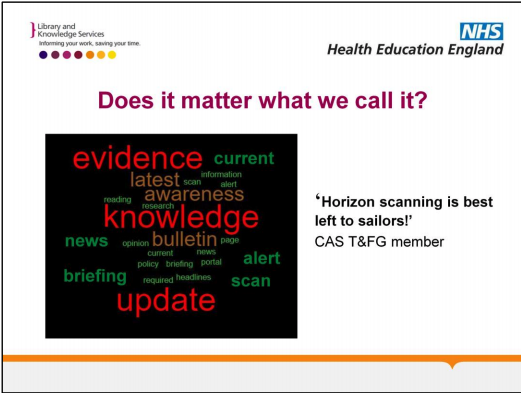 Library and
Knowledge Services
Informing your work, saving your time.
NHS
Health Education England
Does it matter what we call it?
evidence current
information
latest scan alert
reading awareness
research
knowledge
news opinion bulletin page
current news
policy briefing portal alert
briefing required headlines scan
update
‘Horizon scanning is best
left to sailors!’
CAS T&FG member